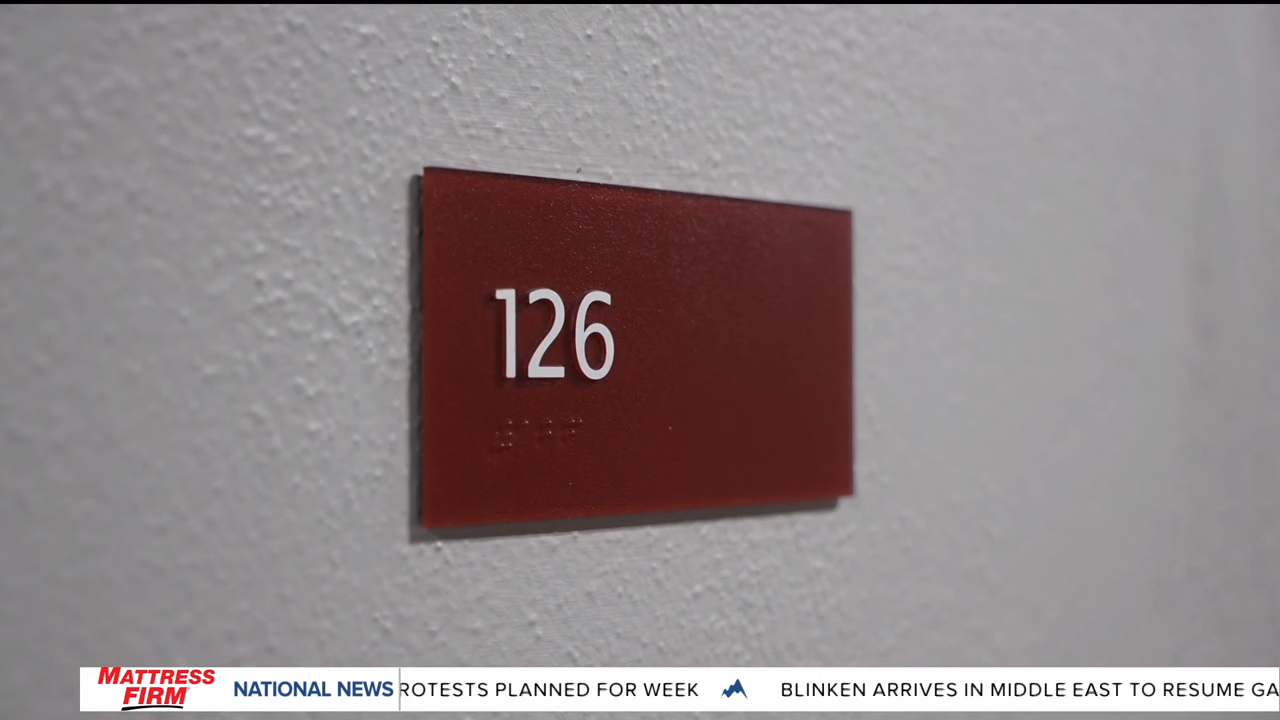 126
MATTRESS
FIRM
NATIONAL NEWS
ROTESTS PLANNED FOR WEEK
BLINKEN ARRIVES IN MIDDLE EAST TO RESUME GA